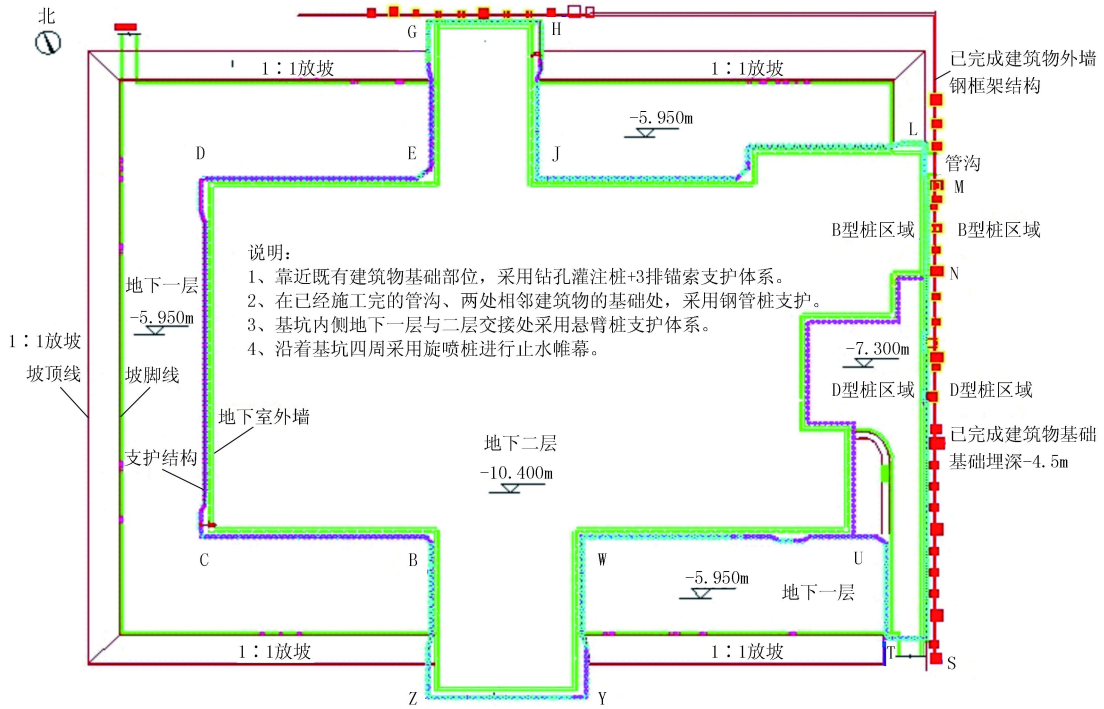 北
G
H
1：1放坡
1：1放坡
已完成建筑物外墙
钢框架结构
-5.950m
L
D
E
J
管沟
M
B型桩区域
B型桩区域
说明：
1、靠近既有建筑物基础部位，采用钻孔灌注桩+3排锚索支护体系。
2、在已经施工完的管沟、两处相邻建筑物的基础处，采用钢管桩支护。
3、基坑内侧地下一层与二层交接处采用悬臂桩支护体系。
4、沿着基坑四周采用旋喷桩进行止水帷幕。
N
地下一层
-5.950m
1：1放坡
坡顶线
坡脚线
-7.300m
D型桩区域
D型桩区域
地下室外墙
支护结构
地下二层
-10.400m
已完成建筑物基础
基础埋深-4.5m
C
B
W
U
-5.950m
地下一层
1：1放坡
1：1放坡
T
S
Z
Y